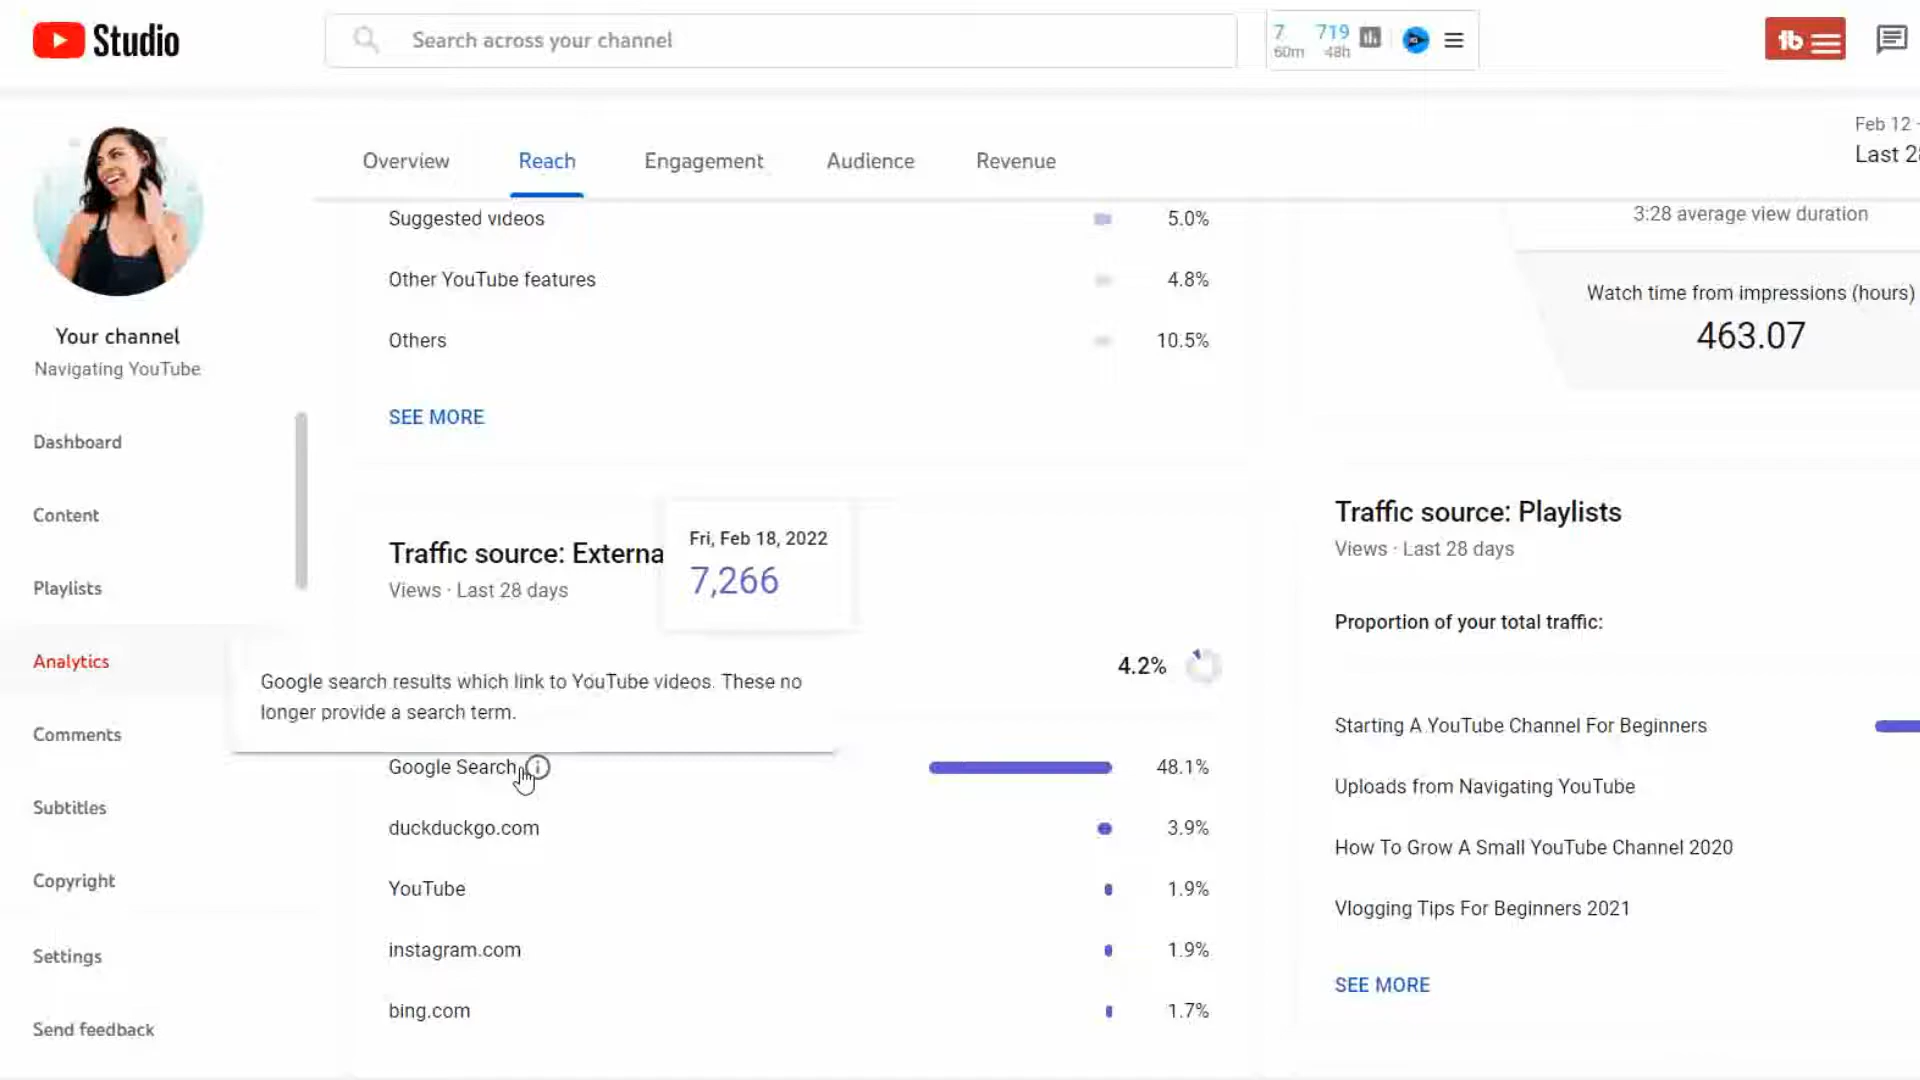 Studio
Search across your channel
7 719
60m 48h
Feb 12 -
Last 28
Overview Reach Engagement Audience Revenue
Your channel
Navigating YouTube
Dashboard
Content
Playlists
Analytics
Comments
Subtitles
Copyright
Settings
Send feedback
Suggested videos 5.0%
Other YouTube features 4.8%
Others 10.5%
SEE MORE
3:28 average view duration
Watch time from impressions (hours)
463.07
Traffic source: Externa
Views · Last 28 days
Fri, Feb 18, 2022
7,266
4.2%
Google search results which link to YouTube videos. These no
longer provide a search term.
Google Search 48.1%
duckduckgo.com 3.9%
YouTube 1.9%
instagram.com 1.9%
bing.com 1.7%
Traffic source: Playlists
Views · Last 28 days
Proportion of your total traffic:
Starting A YouTube Channel For Beginners
Uploads from Navigating YouTube
How To Grow A Small YouTube Channel 2020
Vlogging Tips For Beginners 2021
SEE MORE